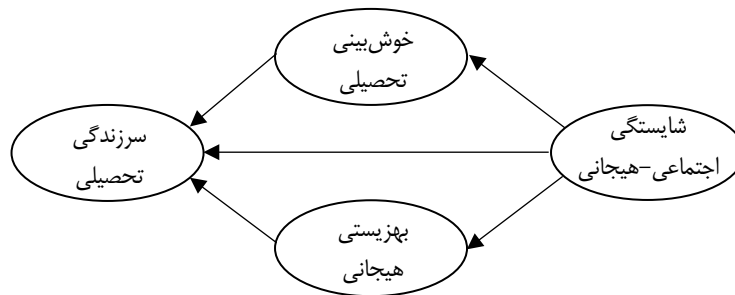 خوش‌بینی
تحصیلی
شایستگی
اجتماعی-هیجانی
سرزندگی
تحصیلی
بهزیستی
هیجانی